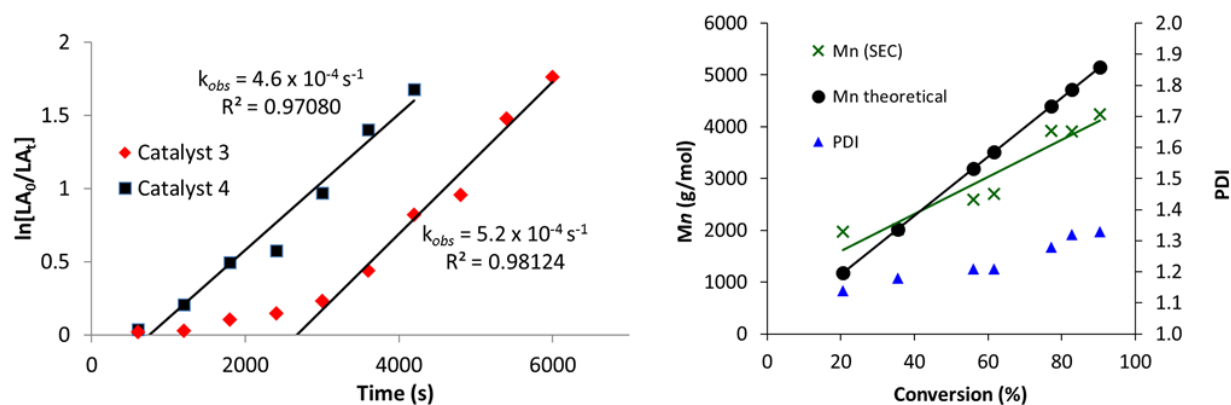 2
1.5
1
0.5
0
ln[LA₀/LAₜ]
k_obs = 4.6 x 10⁻⁴ s⁻¹
R² = 0.97080
Catalyst 3
Catalyst 4
k_obs = 5.2 x 10⁻⁴ s⁻¹
R² = 0.98124
0 2000 4000 6000
Time (s)
6000
5000
4000
3000
2000
1000
0
Mn (g/mol)
Mn (SEC)
Mn theoretical
PDI
2.0
1.9
1.8
1.7
1.6
1.5
1.4
1.3
1.2
1.1
1.0
PDI
0 20 40 60 80 100
Conversion (%)